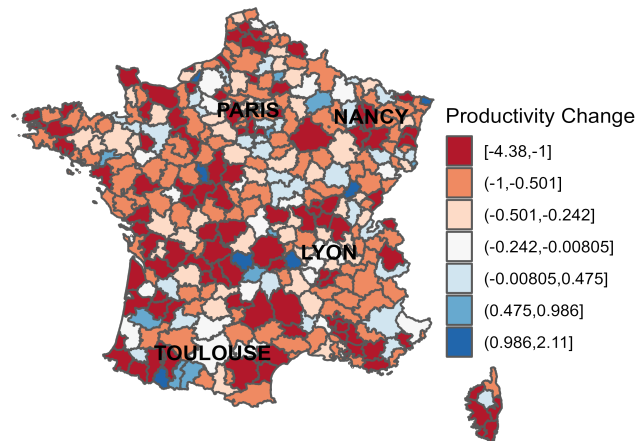 PARIS
NANCY
LYON
TOULOUSE
Productivity Change
[-4.38,-1]
(-1,-0.501]
(-0.501,-0.242]
(-0.242,-0.00805]
(-0.00805,0.475]
(0.475,0.986]
(0.986,2.11]